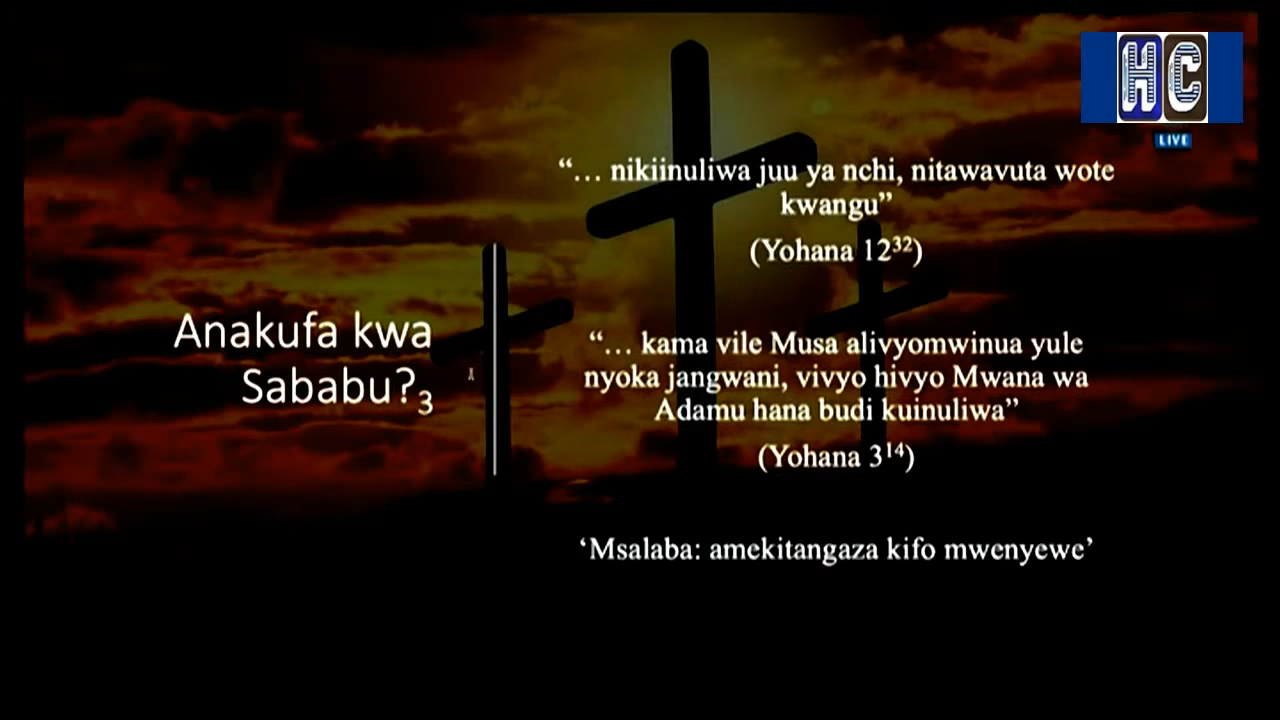 HC
LIVE
“... nikiinuliwa juu ya nchi, nitawavuta wote
kwangu”
(Yohana 12³²)
Anakufa kwa
Sababu?₃
“... kama vile Musa alivyomwinua yule
nyoka jangwani, vivyo hivyo Mwana wa
Adamu hana budi kuinuliwa”
(Yohana 3¹⁴)
‘Msalaba: amekitangaza kifo mwenyewe’